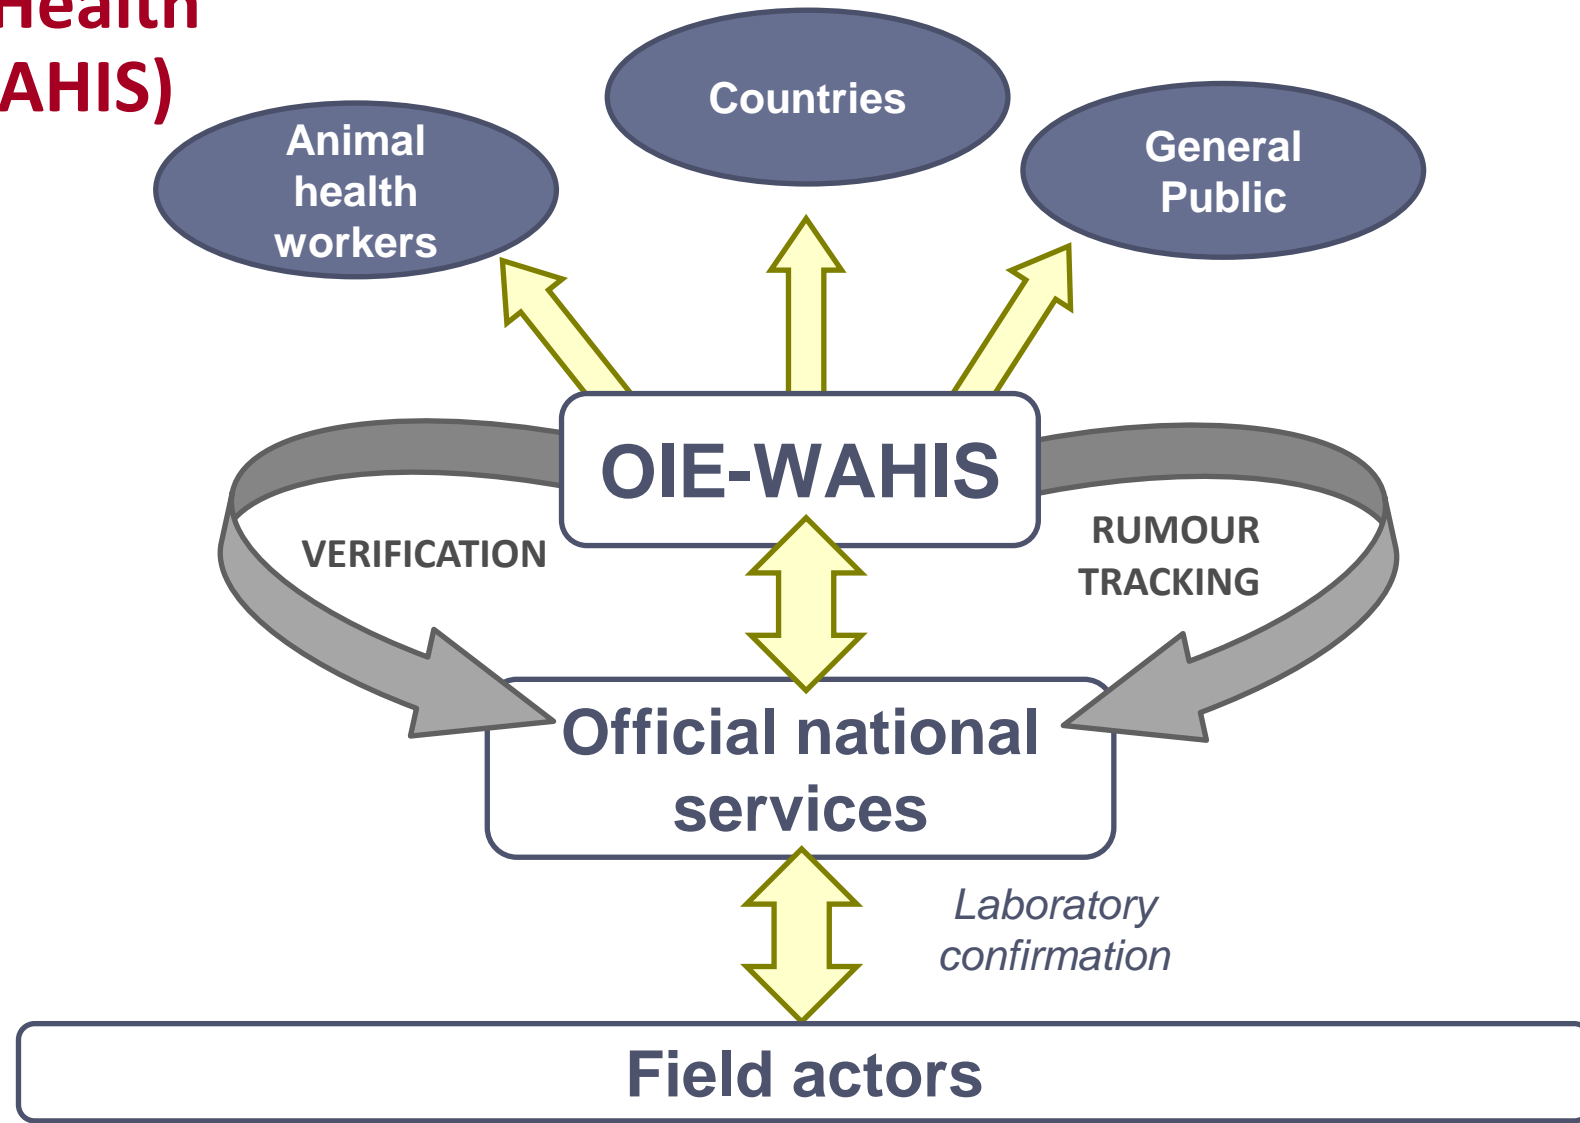 Health
AHIS)
Countries
Animal
health
workers
General
Public
OIE-WAHIS
VERIFICATION
RUMOUR
TRACKING
Official national
services
Laboratory
confirmation
Field actors